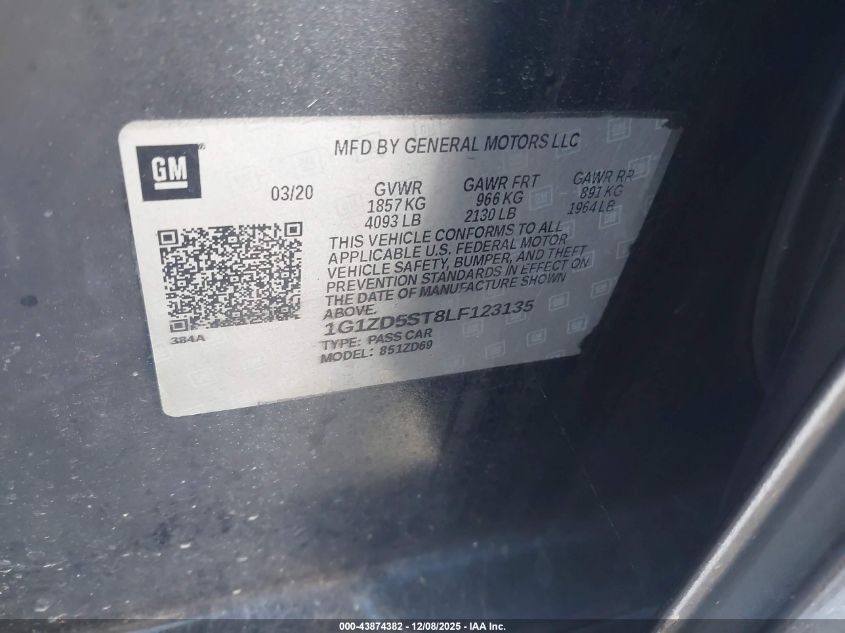 GM
MFD BY GENERAL MOTORS LLC
03/20
GVWR
1857 KG
4093 LB
GAWR FRT
966 KG
2130 LB
GAWR RR
891 KG
1964 LB
THIS VEHICLE CONFORMS TO ALL
APPLICABLE U.S. FEDERAL MOTOR
VEHICLE SAFETY, BUMPER, AND THEFT
PREVENTION STANDARDS IN EFFECT ON
THE DATE OF MANUFACTURE SHOWN
ABOVE.
1G1ZD5ST8LF123135
TYPE: PASS CAR
MODEL: 851ZD69
384A
000-43874382 - 12/08/2025 - IAA Inc.